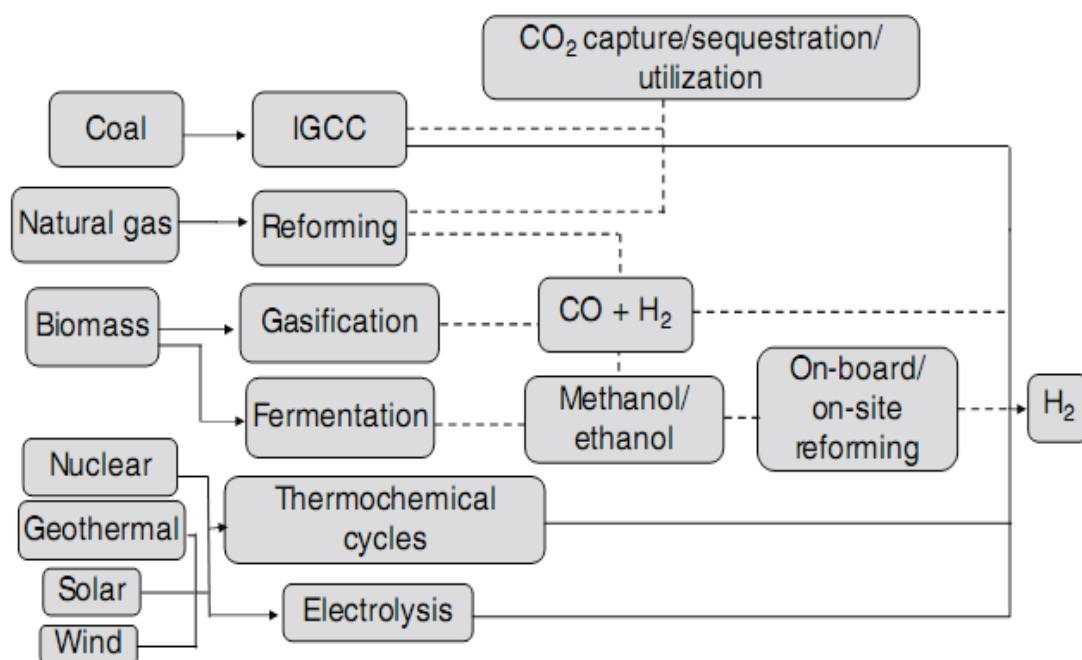 CO₂ capture/sequestration/
utilization
Coal
IGCC
Natural gas
Reforming
Biomass
Gasification
CO + H₂
Fermentation
Methanol/
ethanol
On-board/
on-site
reforming
H₂
Nuclear
Geothermal
Solar
Wind
Thermochemical
cycles
Electrolysis